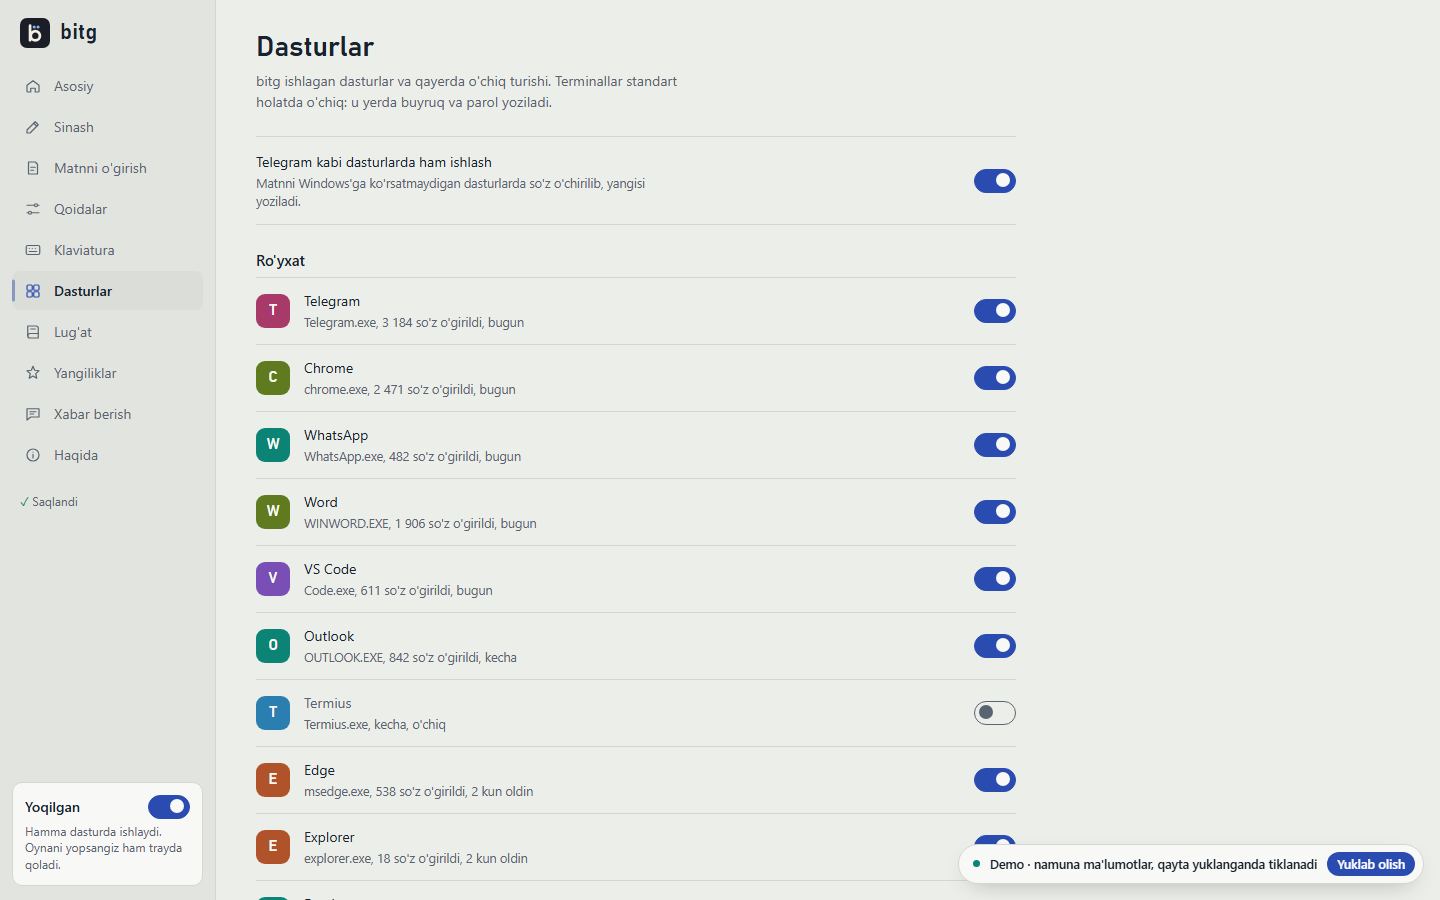 bitg
Asosiy
Sinash
Matnni o'girish
Qoidalar
Klaviatura
Dasturlar
Lug'at
Yangiliklar
Xabar berish
Haqida
✓ Saqlandi
Yoqilgan
Hamma dasturda ishlaydi.
Oynani yopsangiz ham trayda
qoladi.
Dasturlar
bitg ishlagan dasturlar va qayerda o'chiq turishi. Terminallar standart
holatda o'chiq: u yerda buyruq va parol yoziladi.
Telegram kabi dasturlarda ham ishlash
Matnni Windows'ga ko'rsatmaydigan dasturlarda so'z o'chirilib, yangisi
yoziladi.
Ro'yxat
T
Telegram
Telegram.exe, 3 184 so'z o'girildi, bugun
C
Chrome
chrome.exe, 2 471 so'z o'girildi, bugun
W
WhatsApp
WhatsApp.exe, 482 so'z o'girildi, bugun
W
Word
WINWORD.EXE, 1 906 so'z o'girildi, bugun
V
VS Code
Code.exe, 611 so'z o'girildi, bugun
O
Outlook
OUTLOOK.EXE, 842 so'z o'girildi, kecha
T
Termius
Termius.exe, kecha, o'chiq
E
Edge
msedge.exe, 538 so'z o'girildi, 2 kun oldin
E
Explorer
explorer.exe, 18 so'z o'girildi, 2 kun oldin
Demo · namuna ma'lumotlar, qayta yuklanganda tiklanadi
Yuklab olish